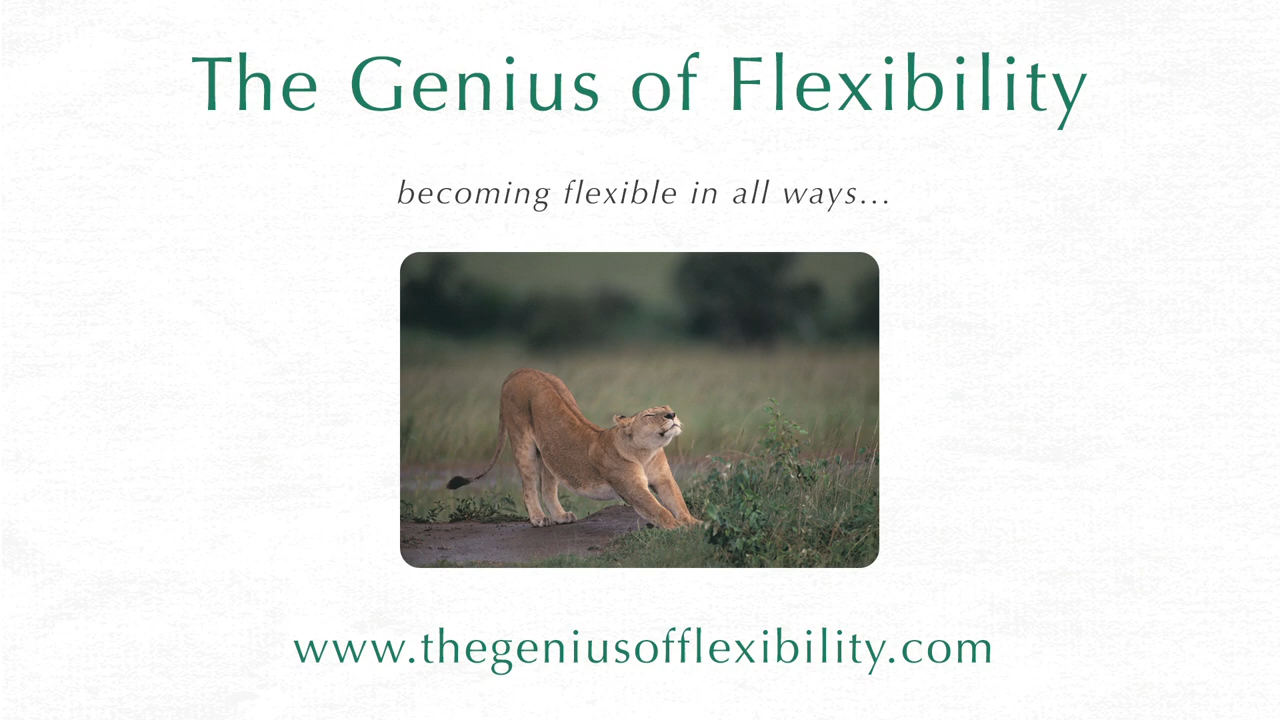 The Genius of Flexibility
becoming flexible in all ways...
www.thegeniusofflexibility.com